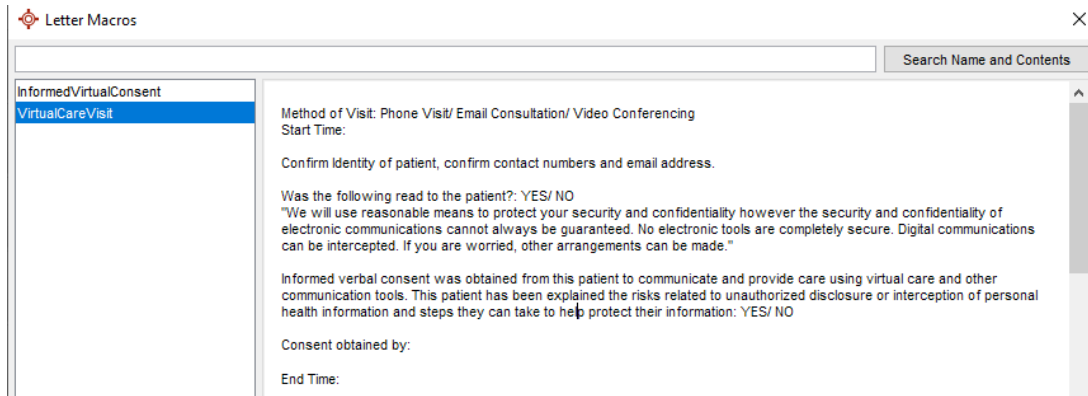 Letter Macros
Search Name and Contents
InformedVirtualConsent
VirtualCareVisit
Method of Visit: Phone Visit/ Email Consultation/ Video Conferencing
Start Time:
Confirm Identity of patient, confirm contact numbers and email address.
Was the following read to the patient?: YES/ NO
"We will use reasonable means to protect your security and confidentiality however the security and confidentiality of
electronic communications cannot always be guaranteed. No electronic tools are completely secure. Digital communications
can be intercepted. If you are worried, other arrangements can be made."
Informed verbal consent was obtained from this patient to communicate and provide care using virtual care and other
communication tools. This patient has been explained the risks related to unauthorized disclosure or interception of personal
health information and steps they can take to help protect their information: YES/ NO
Consent obtained by:
End Time: